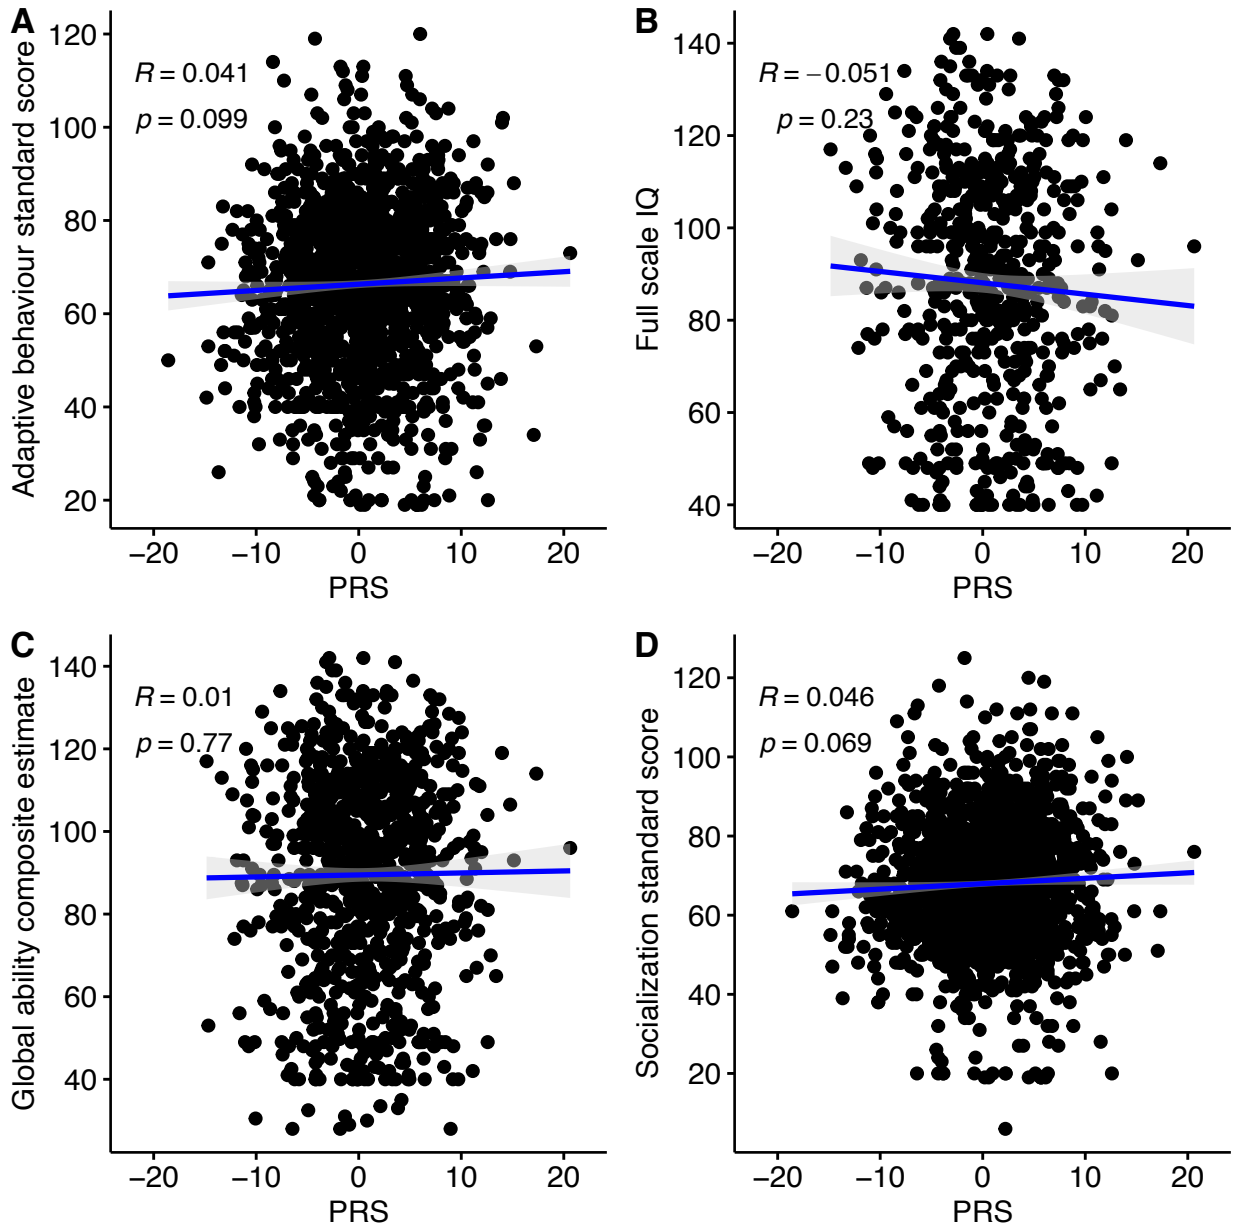 A
Adaptive behaviour standard score
120
100
80
60
40
20
R = 0.041
p = 0.099
−20 −10 0 10 20
PRS
B
Full scale IQ
140
120
100
80
60
40
R = −0.051
p = 0.23
−20 −10 0 10 20
PRS
C
Global ability composite estimate
140
120
100
80
60
40
R = 0.01
p = 0.77
−20 −10 0 10 20
PRS
D
Socialization standard score
120
100
80
60
40
20
R = 0.046
p = 0.069
−20 −10 0 10 20
PRS